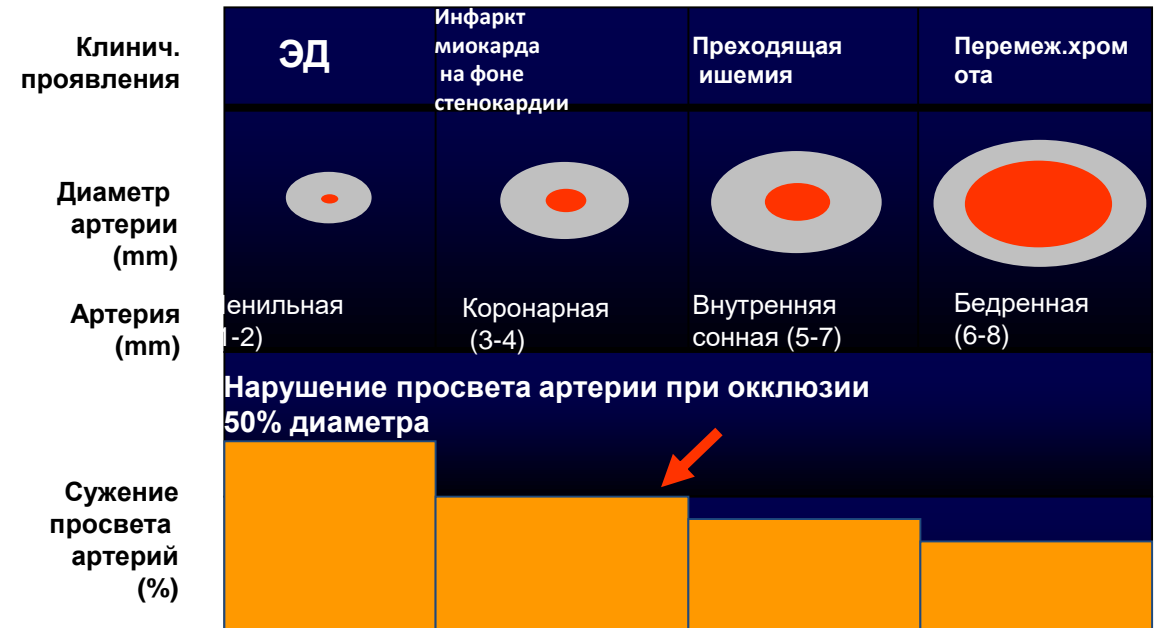 Клинич.
проявления
ЭД
Инфаркт
миокарда
на фоне
стенокардии
Преходящая
ишемия
Перемеж.хром
ота
Диаметр
артерии
(mm)
Артерия
(mm)
енильная
-2)
Коронарная
(3-4)
Внутренняя
сонная (5-7)
Бедренная
(6-8)
Нарушение просвета артерии при окклюзии
50% диаметра
Сужение
просвета
артерий
(%)